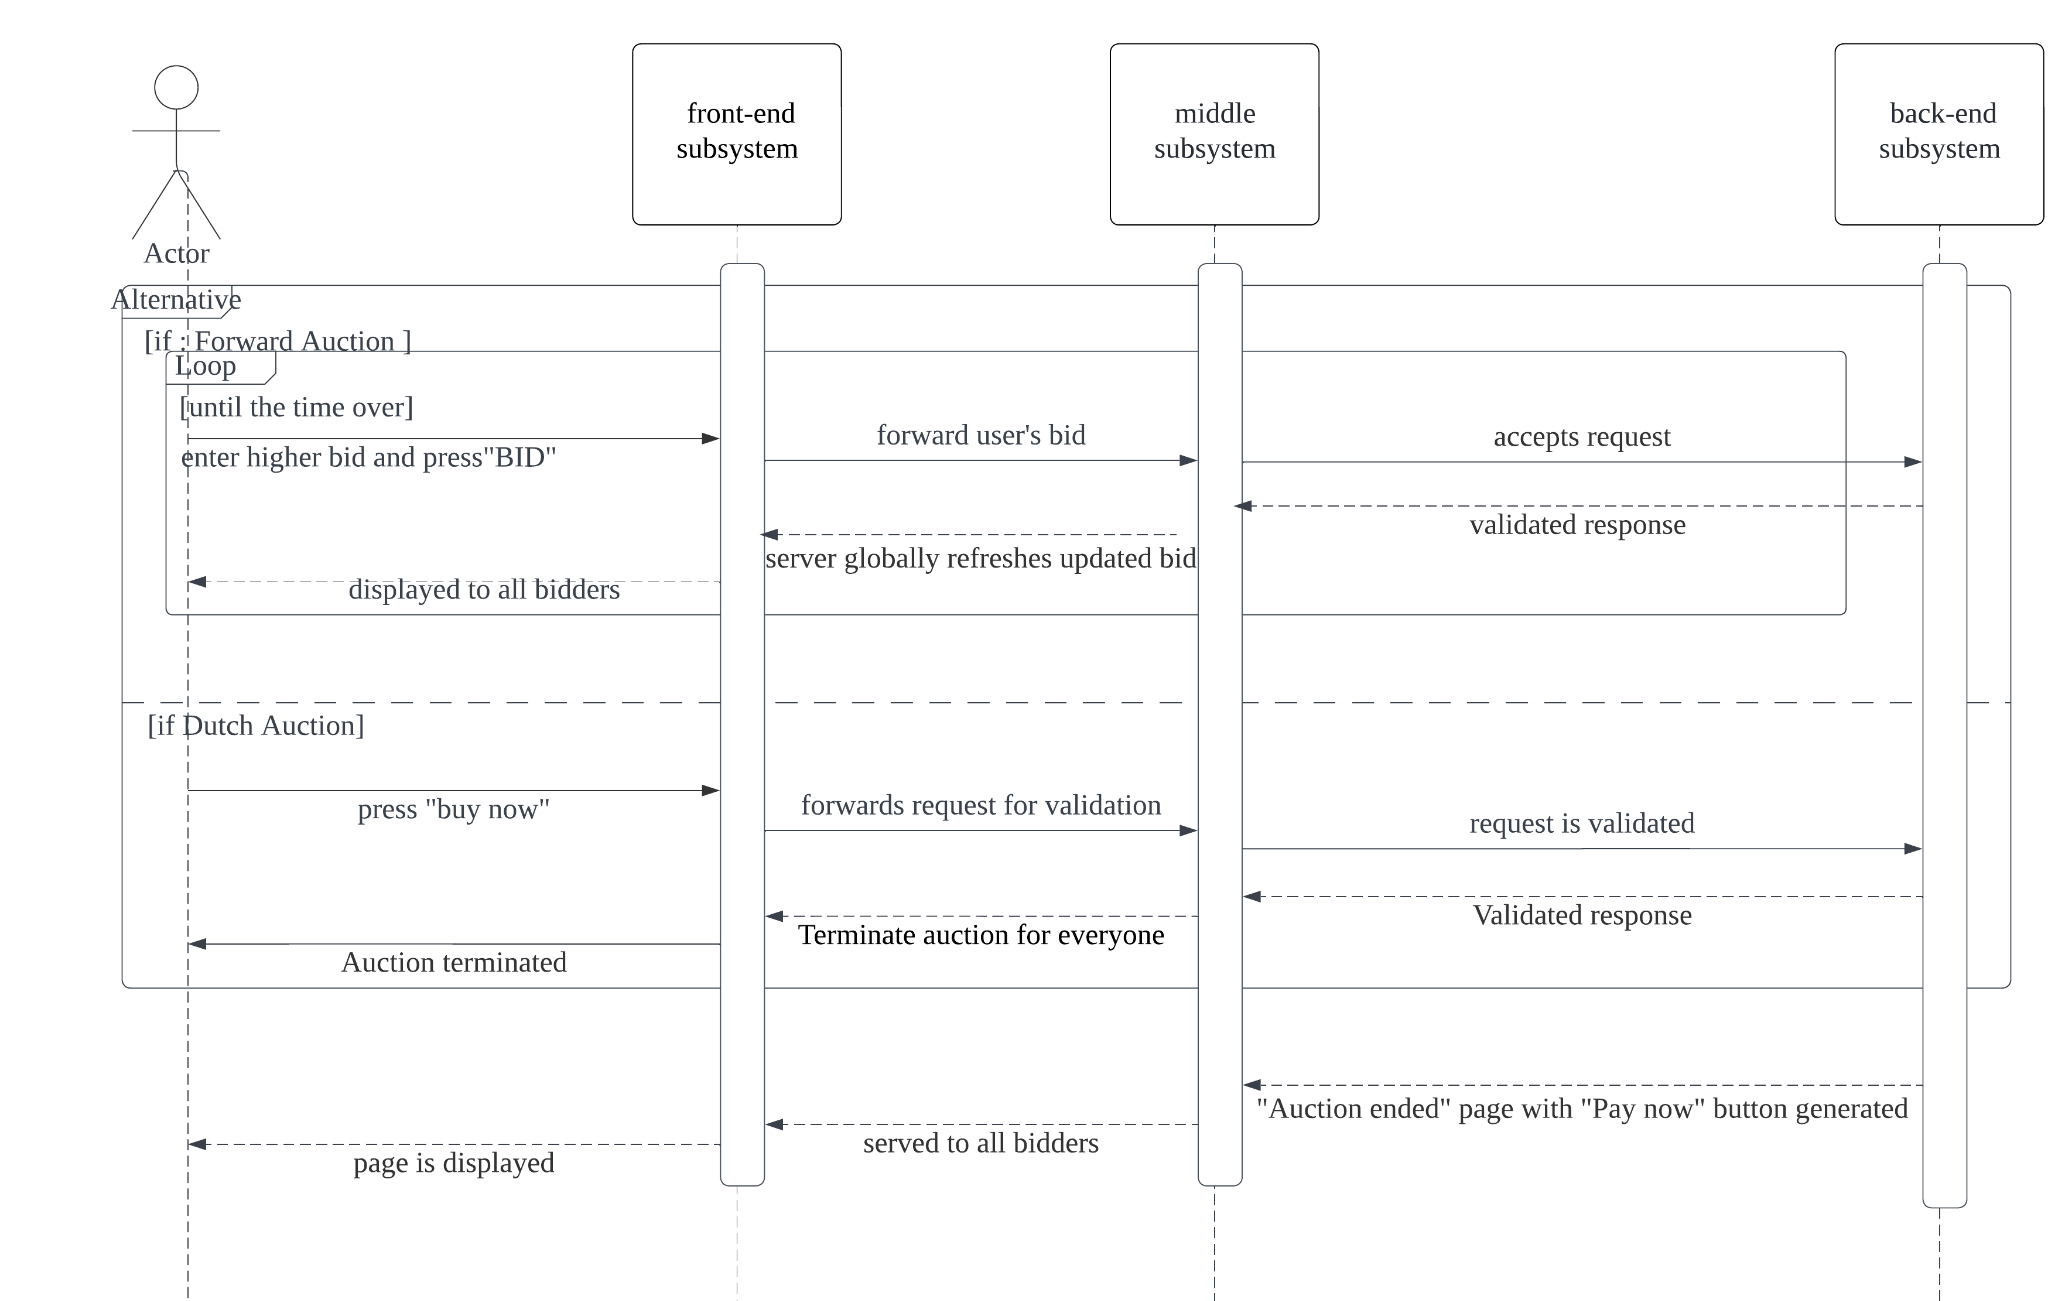 front-end
subsystem
middle
subsystem
back-end
subsystem
Actor
Alternative
[if : Forward Auction ]
Loop
[until the time over]
enter higher bid and press"BID"
forward user's bid
accepts request
validated response
server globally refreshes updated bid
displayed to all bidders
[if Dutch Auction]
press "buy now"
forwards request for validation
request is validated
Validated response
Terminate auction for everyone
Auction terminated
"Auction ended" page with "Pay now" button generated
served to all bidders
page is displayed